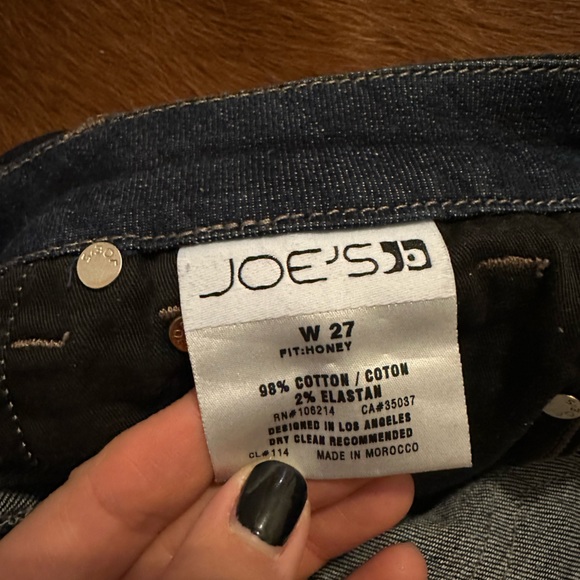 JOE'S
W 27
FIT:HONEY
98% COTTON / COTON
2% ELASTAN
RN#106214 CA#35037
DESIGNED IN LOS ANGELES
DRY CLEAN RECOMMENDED
CL#114 MADE IN MOROCCO